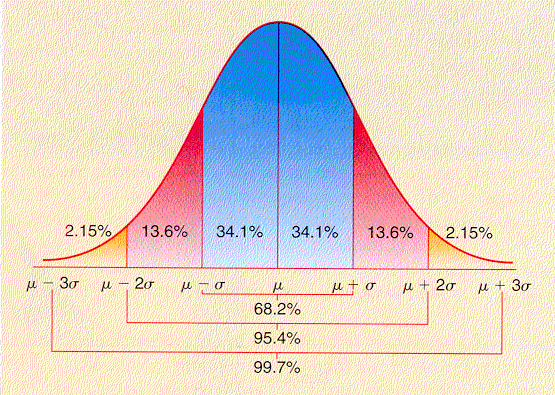 2.15% 13.6% 34.1% 34.1% 13.6% 2.15%
μ − 3σ μ − 2σ μ − σ μ μ + σ μ + 2σ μ + 3σ
68.2%
95.4%
99.7%